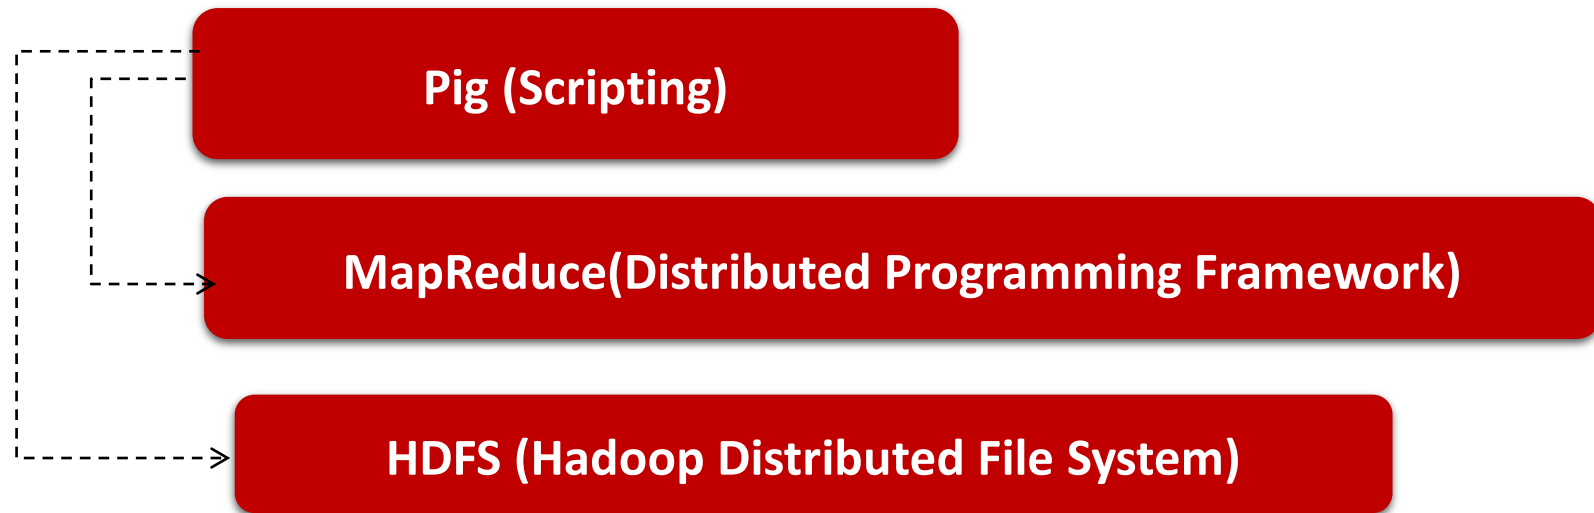 Pig (Scripting)
MapReduce(Distributed Programming Framework)
HDFS (Hadoop Distributed File System)